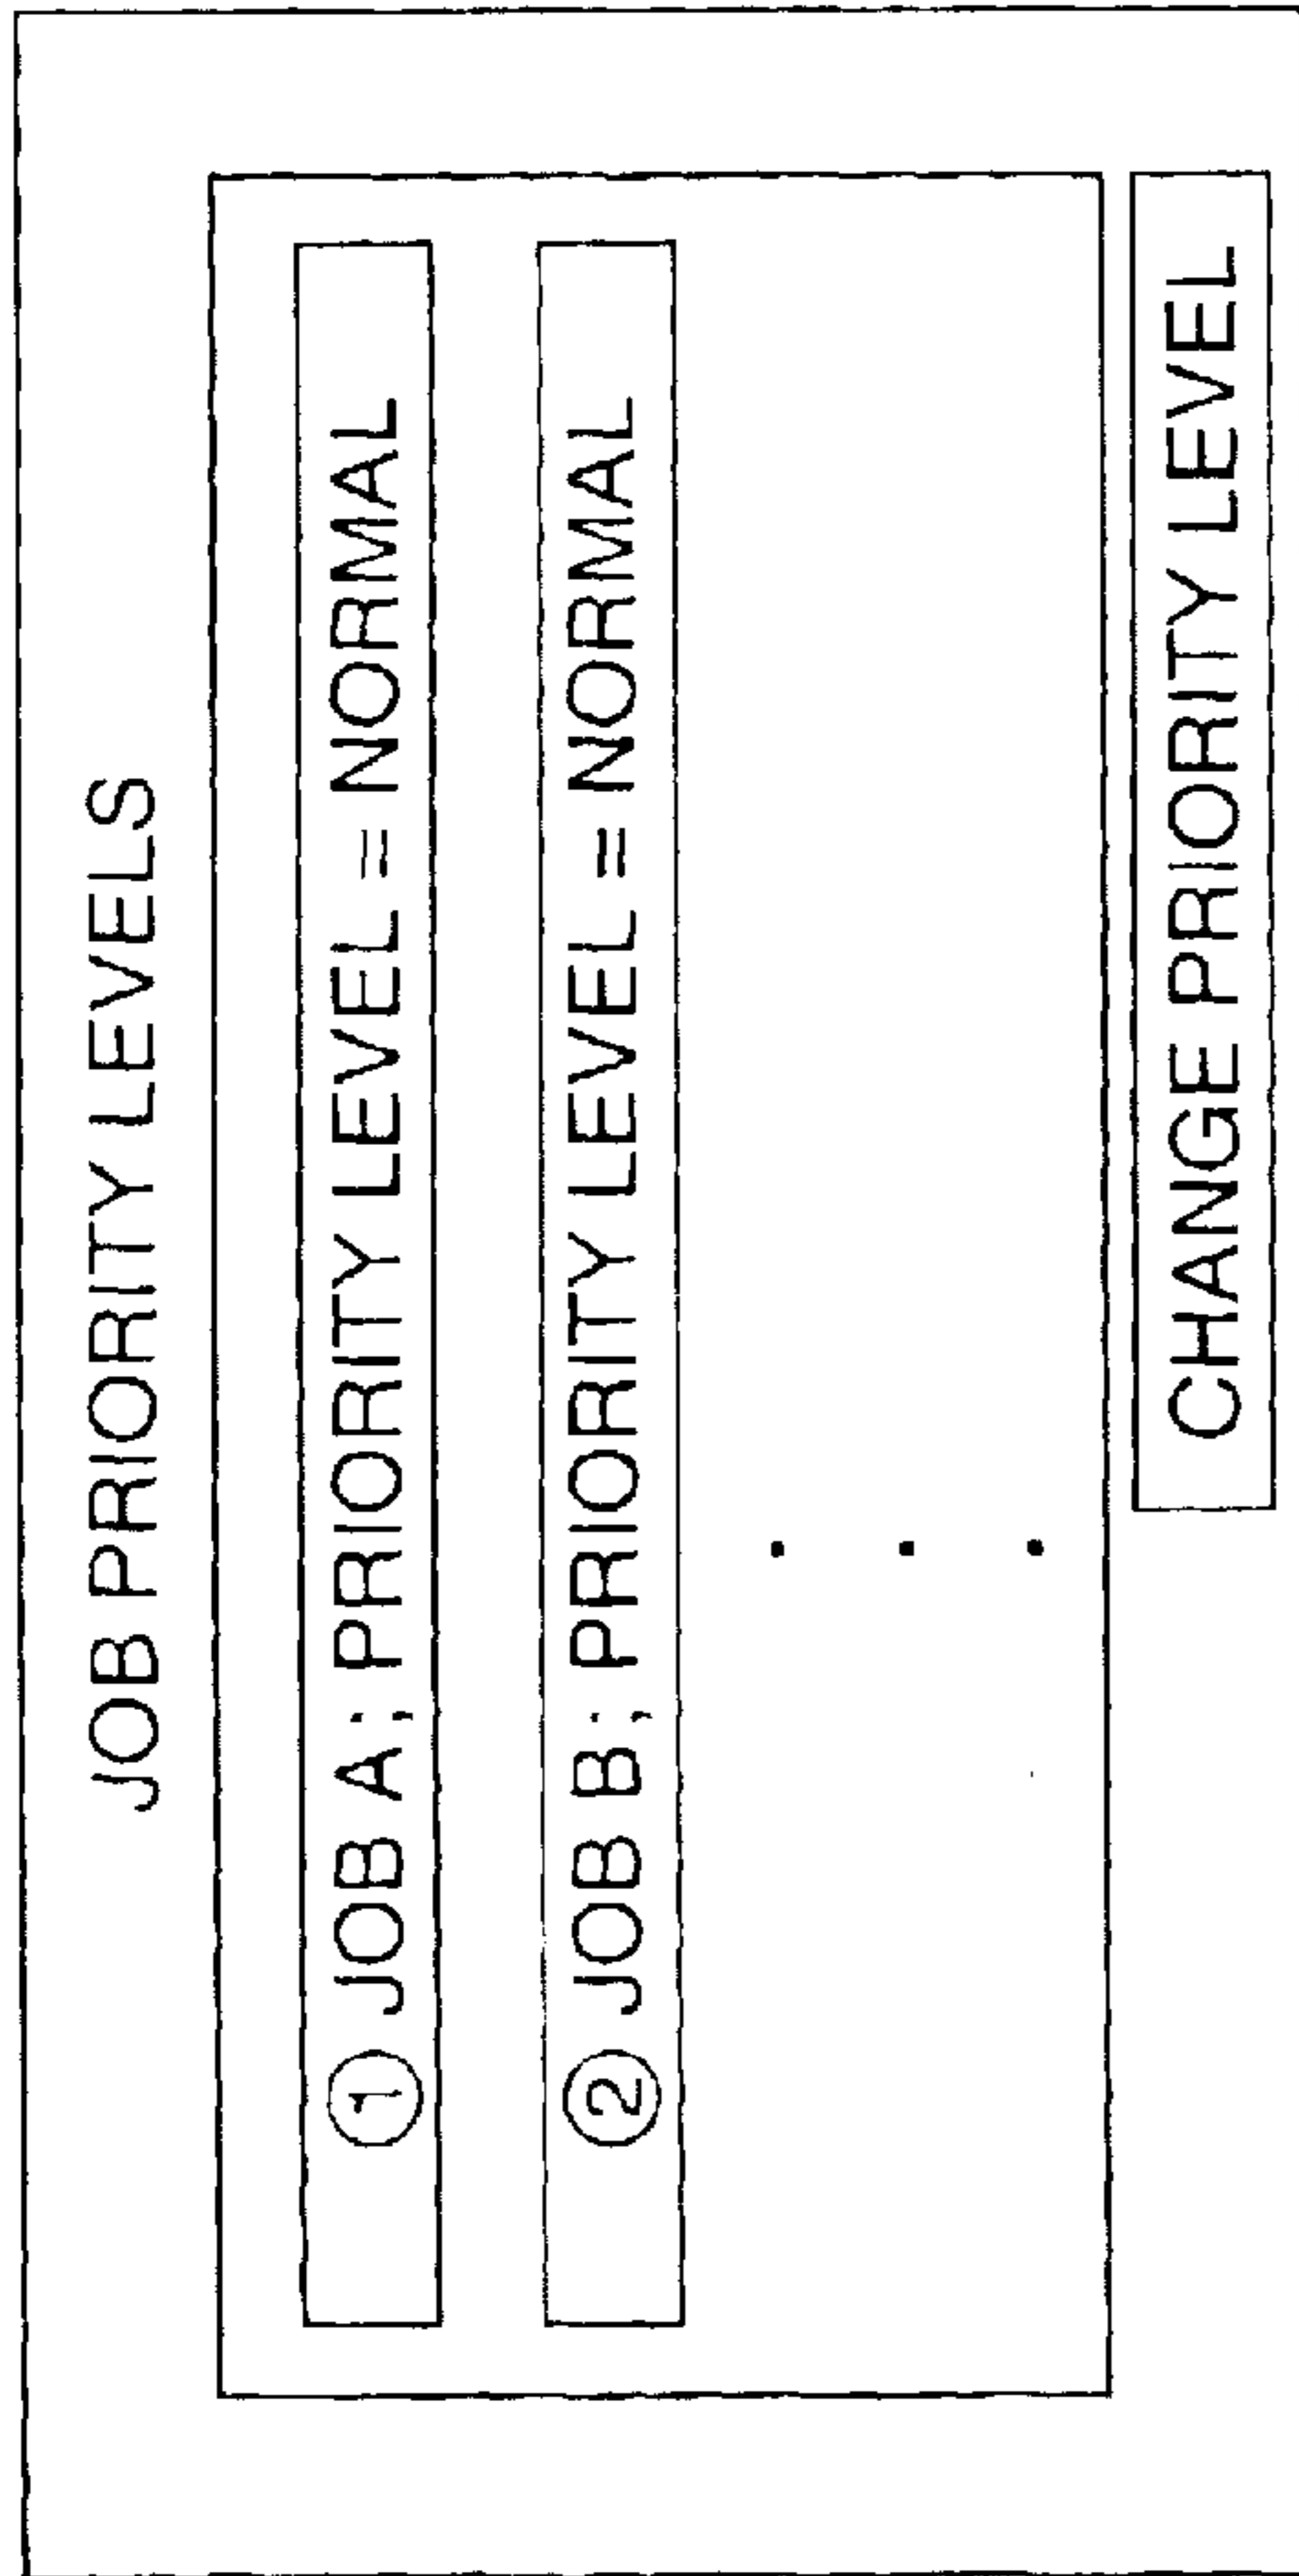 JOB PRIORITY LEVELS
① JOB A; PRIORITY LEVEL = NORMAL
② JOB B; PRIORITY LEVEL = NORMAL
CHANGE PRIORITY LEVEL